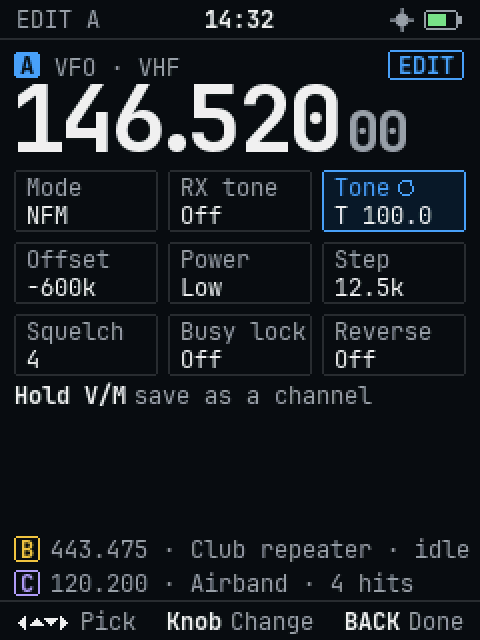 EDIT A 14:32
A VFO · VHF EDIT
146.520 00
Mode RX tone Tone
NFM Off T 100.0
Offset Power Step
-600k Low 12.5k
Squelch Busy lock Reverse
4 Off Off
Hold V/M save as a channel
B 443.475 · Club repeater · idle
C 120.200 · Airband · 4 hits
Pick Knob Change BACK Done